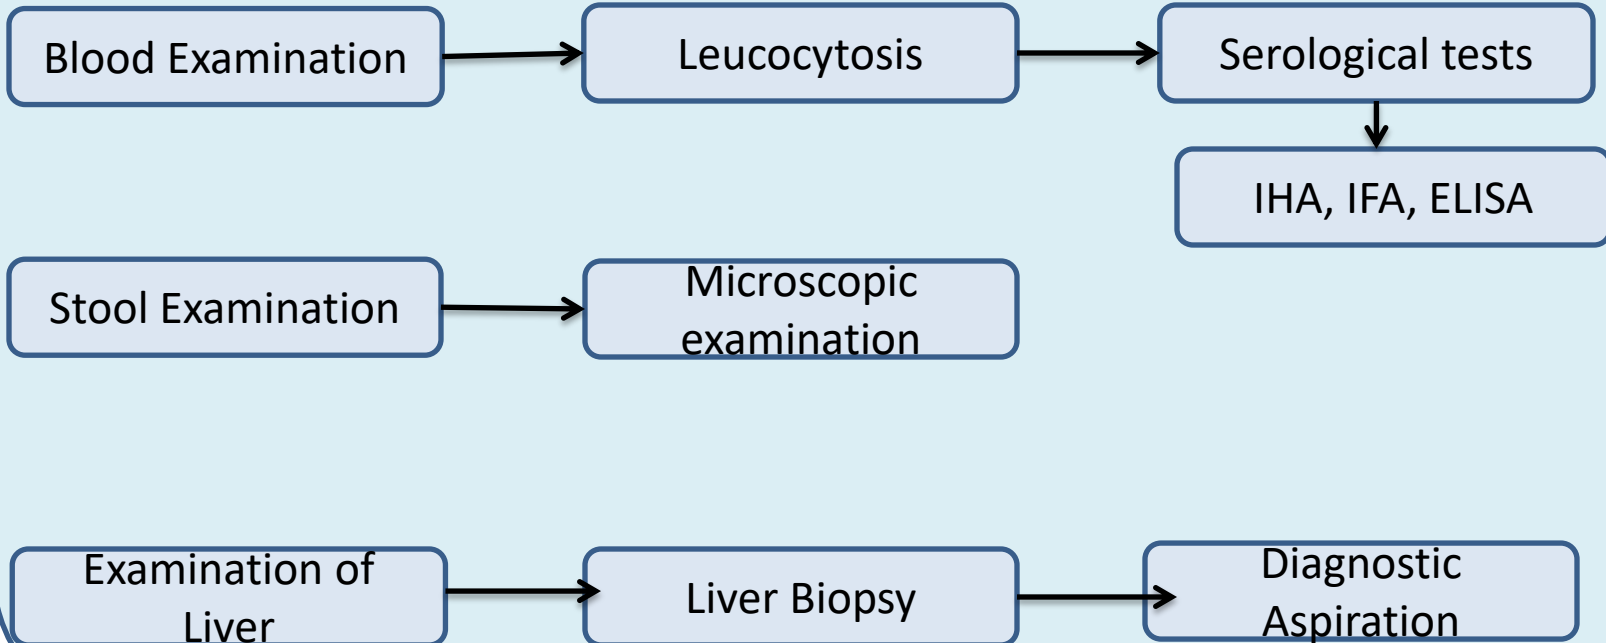 Blood Examination
Leucocytosis
Serological tests
IHA, IFA, ELISA
Stool Examination
Microscopic
examination
Examination of
Liver
Liver Biopsy
Diagnostic
Aspiration